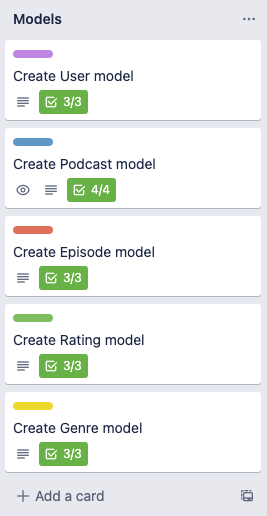 Models
Create User model
3/3
Create Podcast model
4/4
Create Episode model
3/3
Create Rating model
3/3
Create Genre model
3/3
Add a card